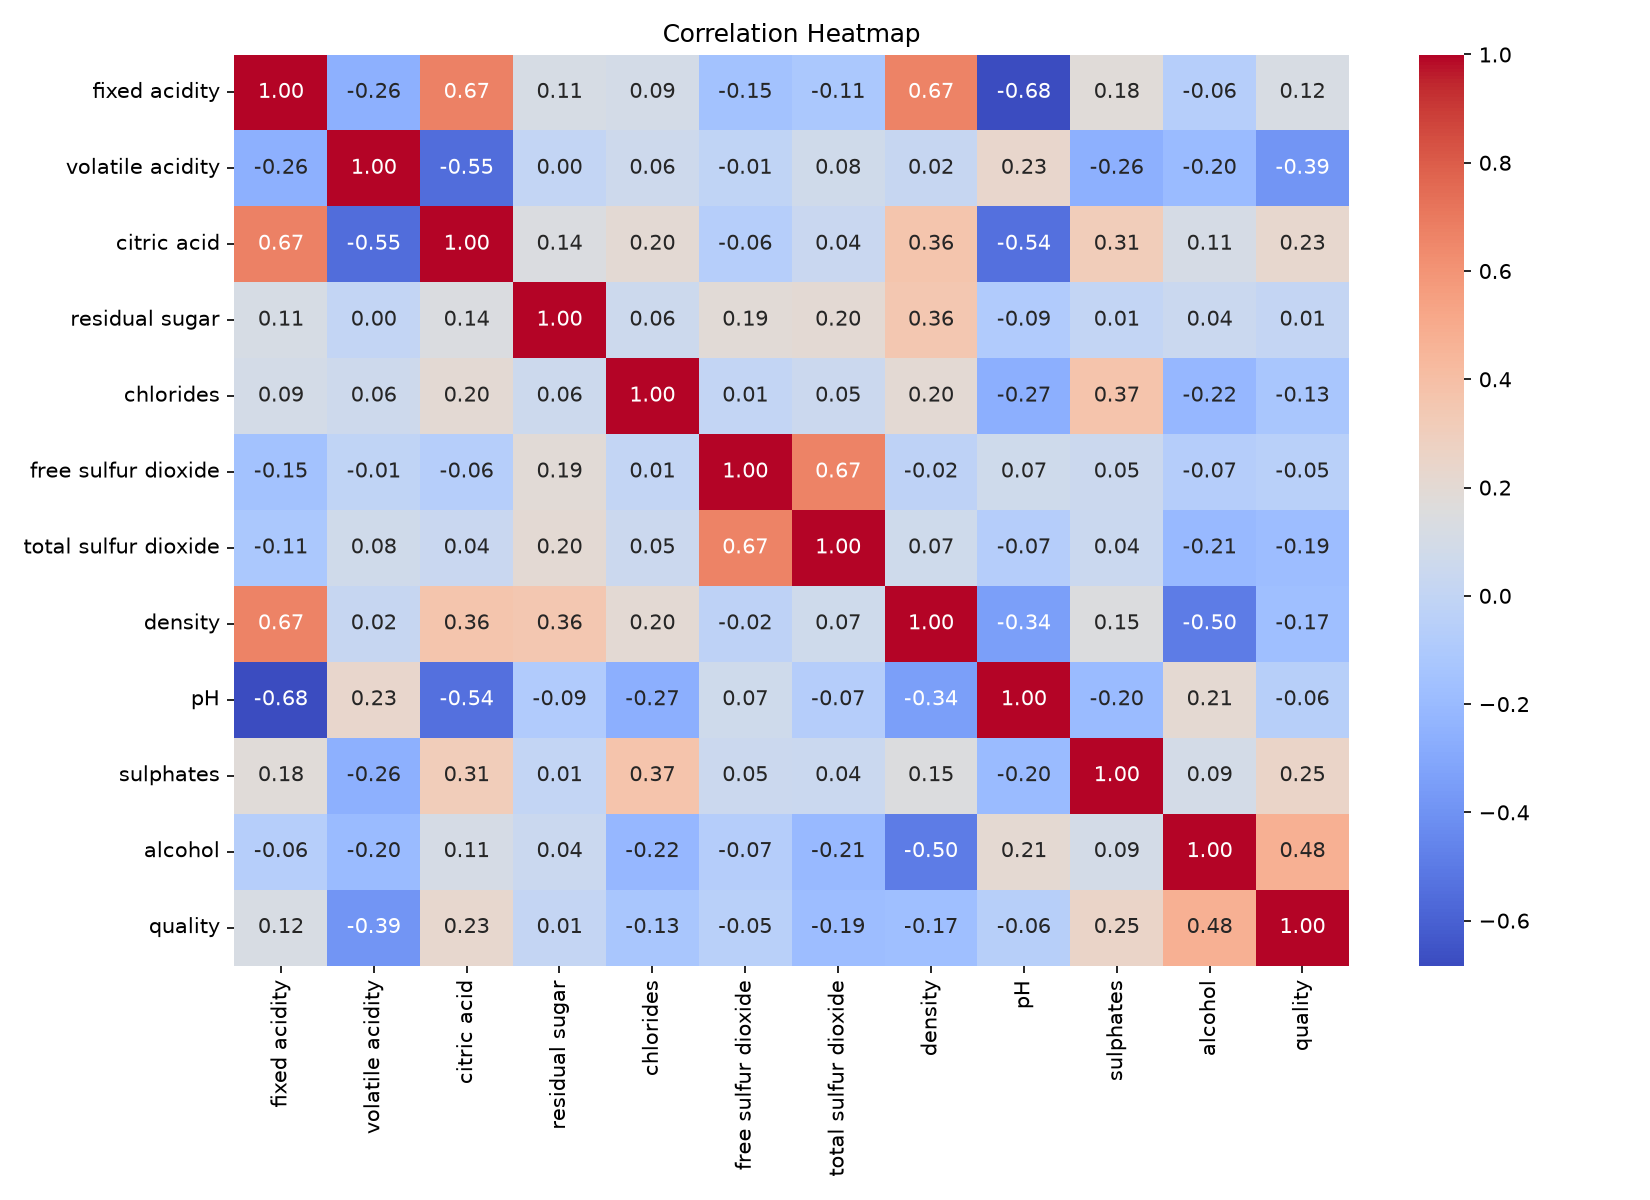 Correlation Heatmap
fixed acidity 1.00 -0.26 0.67 0.11 0.09 -0.15 -0.11 0.67 -0.68 0.18 -0.06 0.12
volatile acidity -0.26 1.00 -0.55 0.00 0.06 -0.01 0.08 0.02 0.23 -0.26 -0.20 -0.39
citric acid 0.67 -0.55 1.00 0.14 0.20 -0.06 0.04 0.36 -0.54 0.31 0.11 0.23
residual sugar 0.11 0.00 0.14 1.00 0.06 0.19 0.20 0.36 -0.09 0.01 0.04 0.01
chlorides 0.09 0.06 0.20 0.06 1.00 0.01 0.05 0.20 -0.27 0.37 -0.22 -0.13
free sulfur dioxide -0.15 -0.01 -0.06 0.19 0.01 1.00 0.67 -0.02 0.07 0.05 -0.07 -0.05
total sulfur dioxide -0.11 0.08 0.04 0.20 0.05 0.67 1.00 0.07 -0.07 0.04 -0.21 -0.19
density 0.67 0.02 0.36 0.36 0.20 -0.02 0.07 1.00 -0.34 0.15 -0.50 -0.17
pH -0.68 0.23 -0.54 -0.09 -0.27 0.07 -0.07 -0.34 1.00 -0.20 0.21 -0.06
sulphates 0.18 -0.26 0.31 0.01 0.37 0.05 0.04 0.15 -0.20 1.00 0.09 0.25
alcohol -0.06 -0.20 0.11 0.04 -0.22 -0.07 -0.21 -0.50 0.21 0.09 1.00 0.48
quality 0.12 -0.39 0.23 0.01 -0.13 -0.05 -0.19 -0.17 -0.06 0.25 0.48 1.00
fixed acidity
volatile acidity
citric acid
residual sugar
chlorides
free sulfur dioxide
total sulfur dioxide
density
pH
sulphates
alcohol
quality
1.0
0.8
0.6
0.4
0.2
0.0
−0.2
−0.4
−0.6